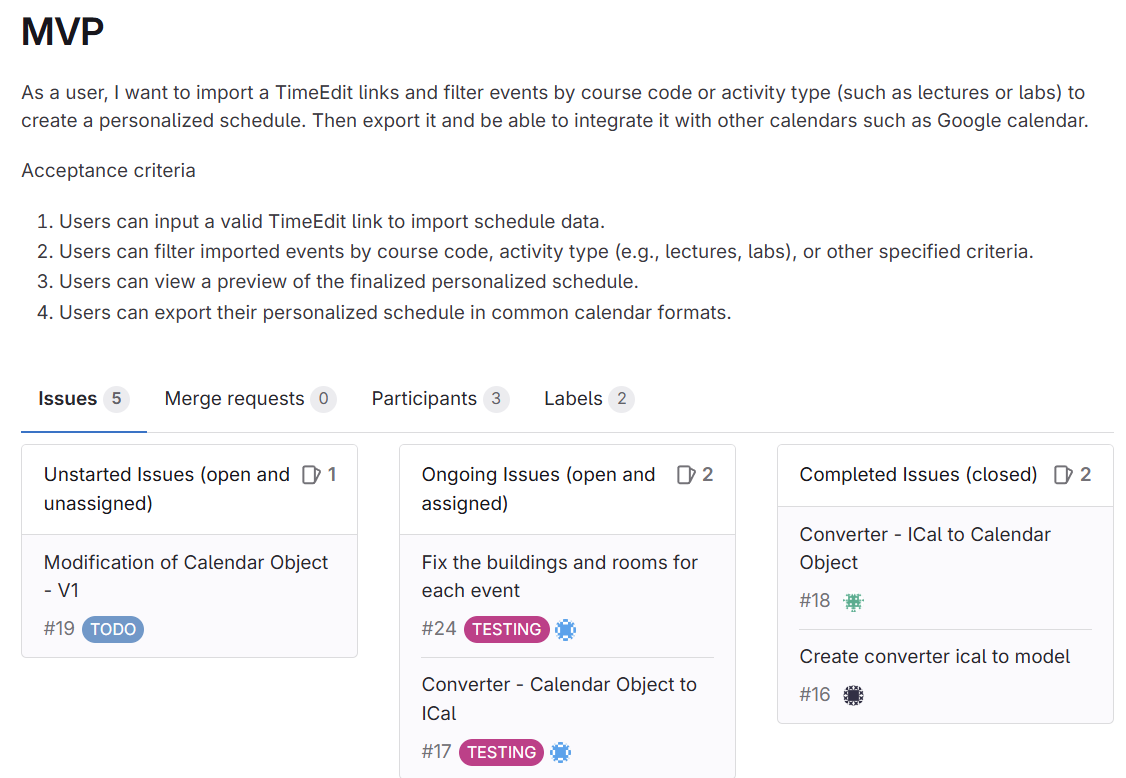 MVP
As a user, I want to import a TimeEdit links and filter events by course code or activity type (such as lectures or labs) to
create a personalized schedule. Then export it and be able to integrate it with other calendars such as Google calendar.
Acceptance criteria
1. Users can input a valid TimeEdit link to import schedule data.
2. Users can filter imported events by course code, activity type (e.g., lectures, labs), or other specified criteria.
3. Users can view a preview of the finalized personalized schedule.
4. Users can export their personalized schedule in common calendar formats.
Issues 5 Merge requests 0 Participants 3 Labels 2
Unstarted Issues (open and 1
unassigned)
Modification of Calendar Object
- V1
#19 TODO
Ongoing Issues (open and 2
assigned)
Fix the buildings and rooms for
each event
#24 TESTING
Converter - Calendar Object to
ICal
#17 TESTING
Completed Issues (closed) 2
Converter - ICal to Calendar
Object
#18
Create converter ical to model
#16